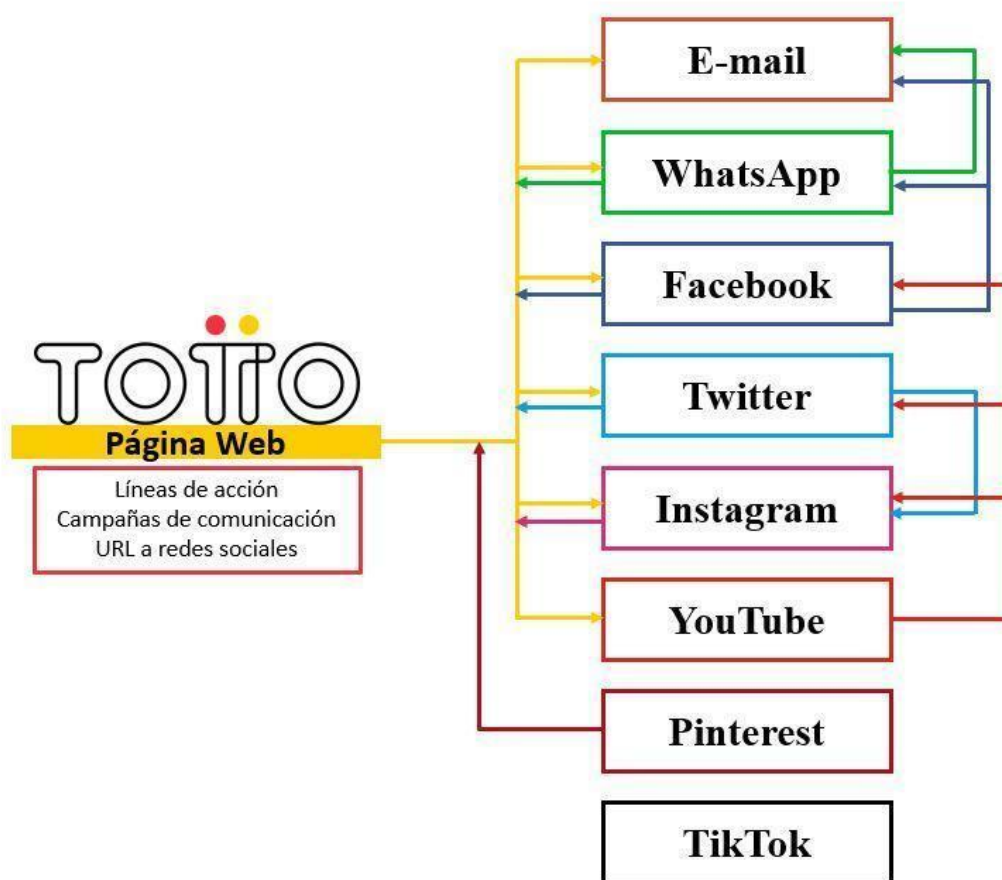 TOTTO
Página Web
Líneas de acción
Campañas de comunicación
URL a redes sociales
E-mail
WhatsApp
Facebook
Twitter
Instagram
YouTube
Pinterest
TikTok